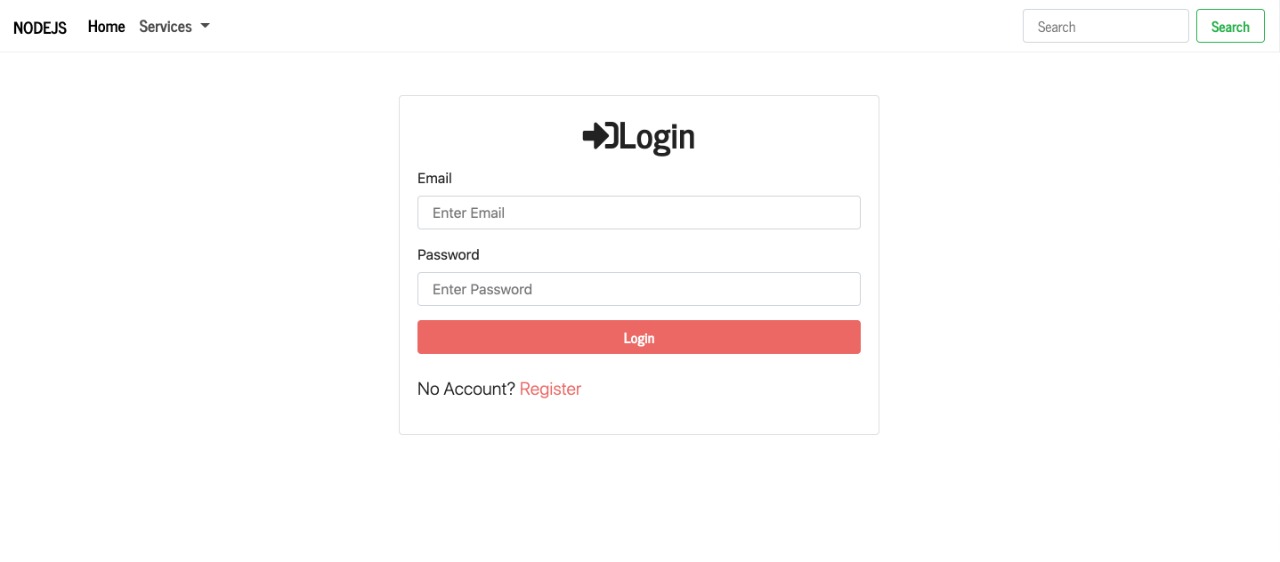 NODEJS Home Services Search Search
Login
Email
Enter Email
Password
Enter Password
Login
No Account? Register